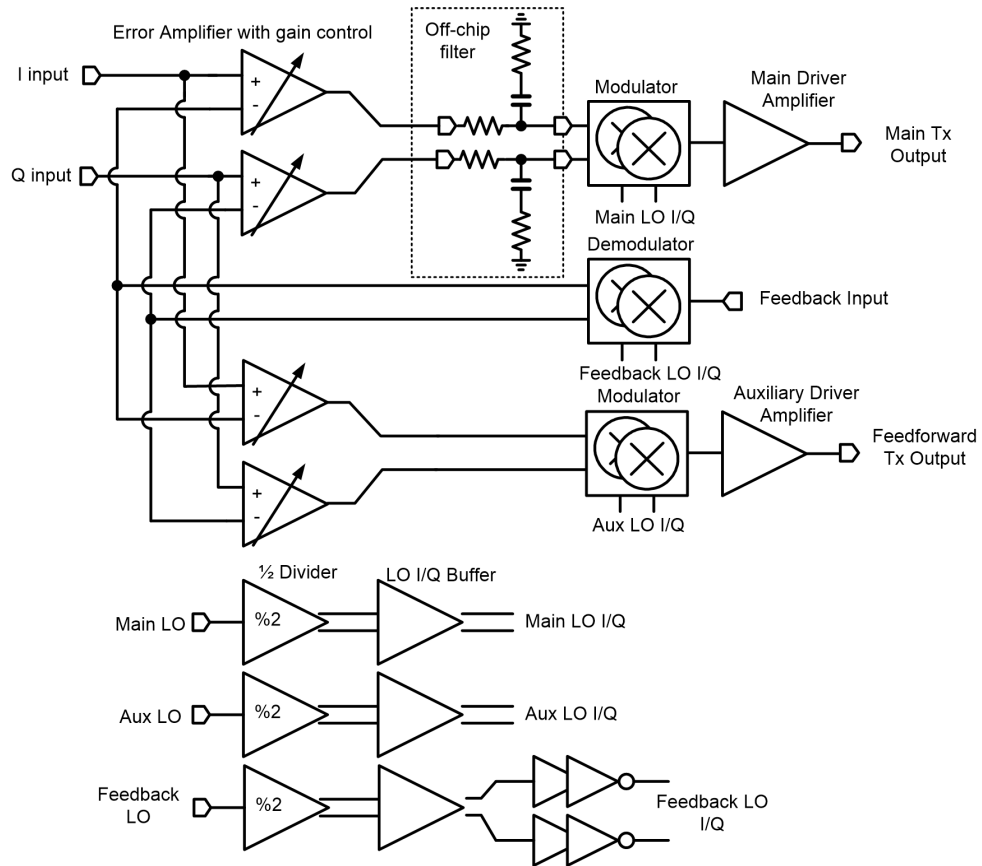 Error Amplifier with gain control
Off-chip
filter
I input
+
-
Modulator
Main Driver
Amplifier
Main Tx
Output
Q input
+
-
Main LO I/Q
Demodulator
Feedback Input
Feedback LO I/Q
Modulator
Auxiliary Driver
Amplifier
+
-
Feedforward
Tx Output
+
-
Aux LO I/Q
½ Divider
LO I/Q Buffer
Main LO
%2
Main LO I/Q
Aux LO
%2
Aux LO I/Q
Feedback
LO
%2
Feedback LO
I/Q